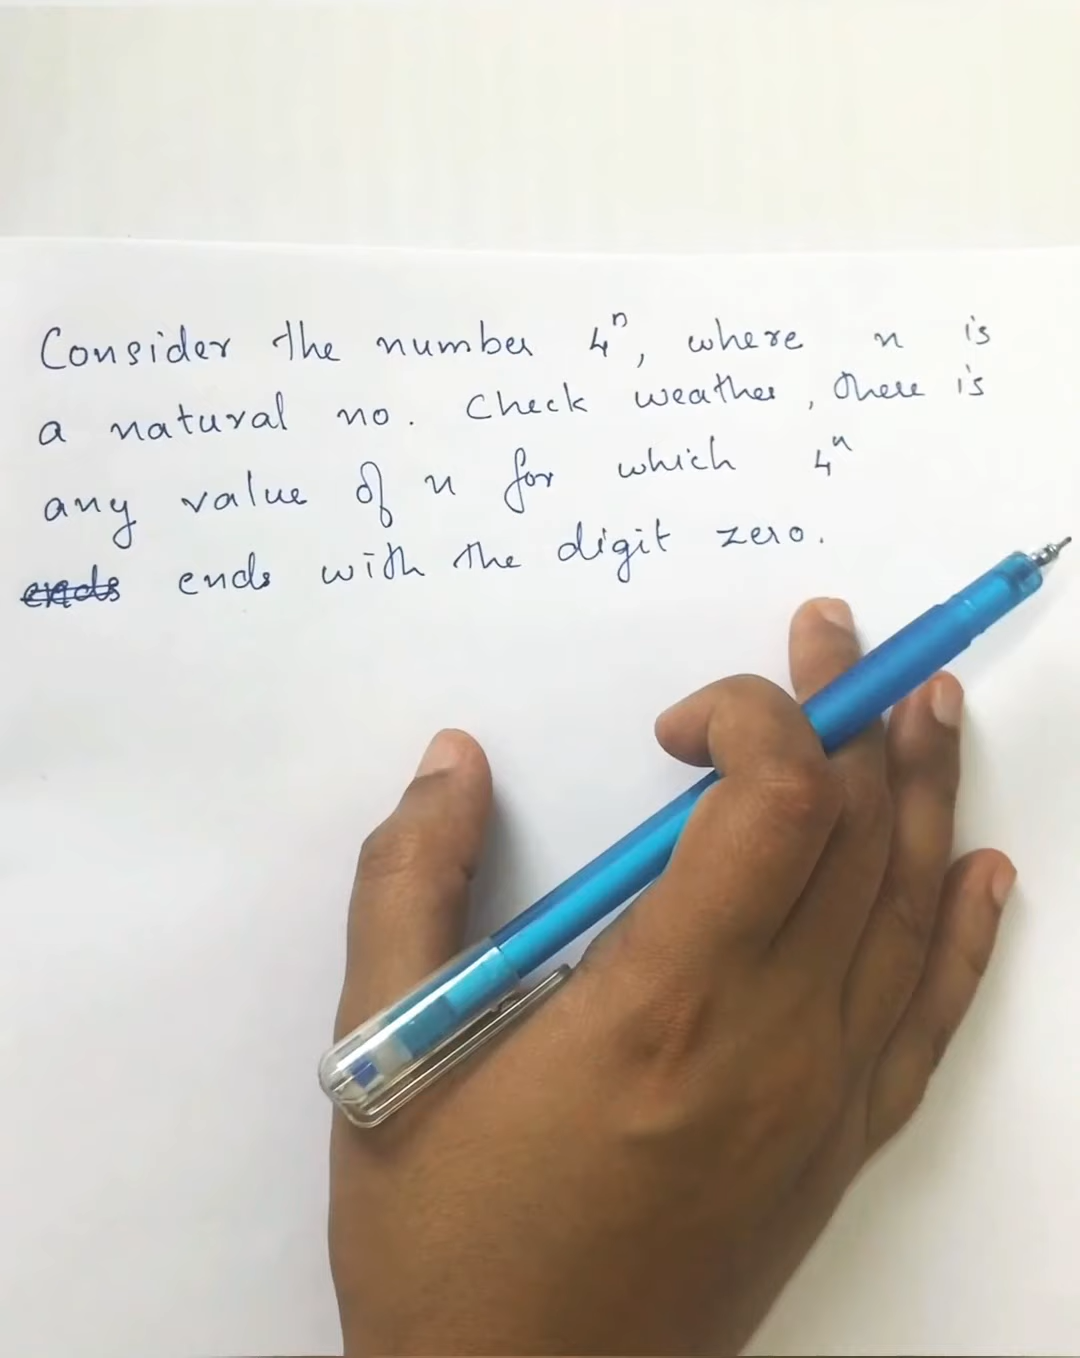 Consider the number 4ⁿ, where n is
a natural no. Check weather, there is
any value of n for which 4ⁿ
ends ends with the digit zero.